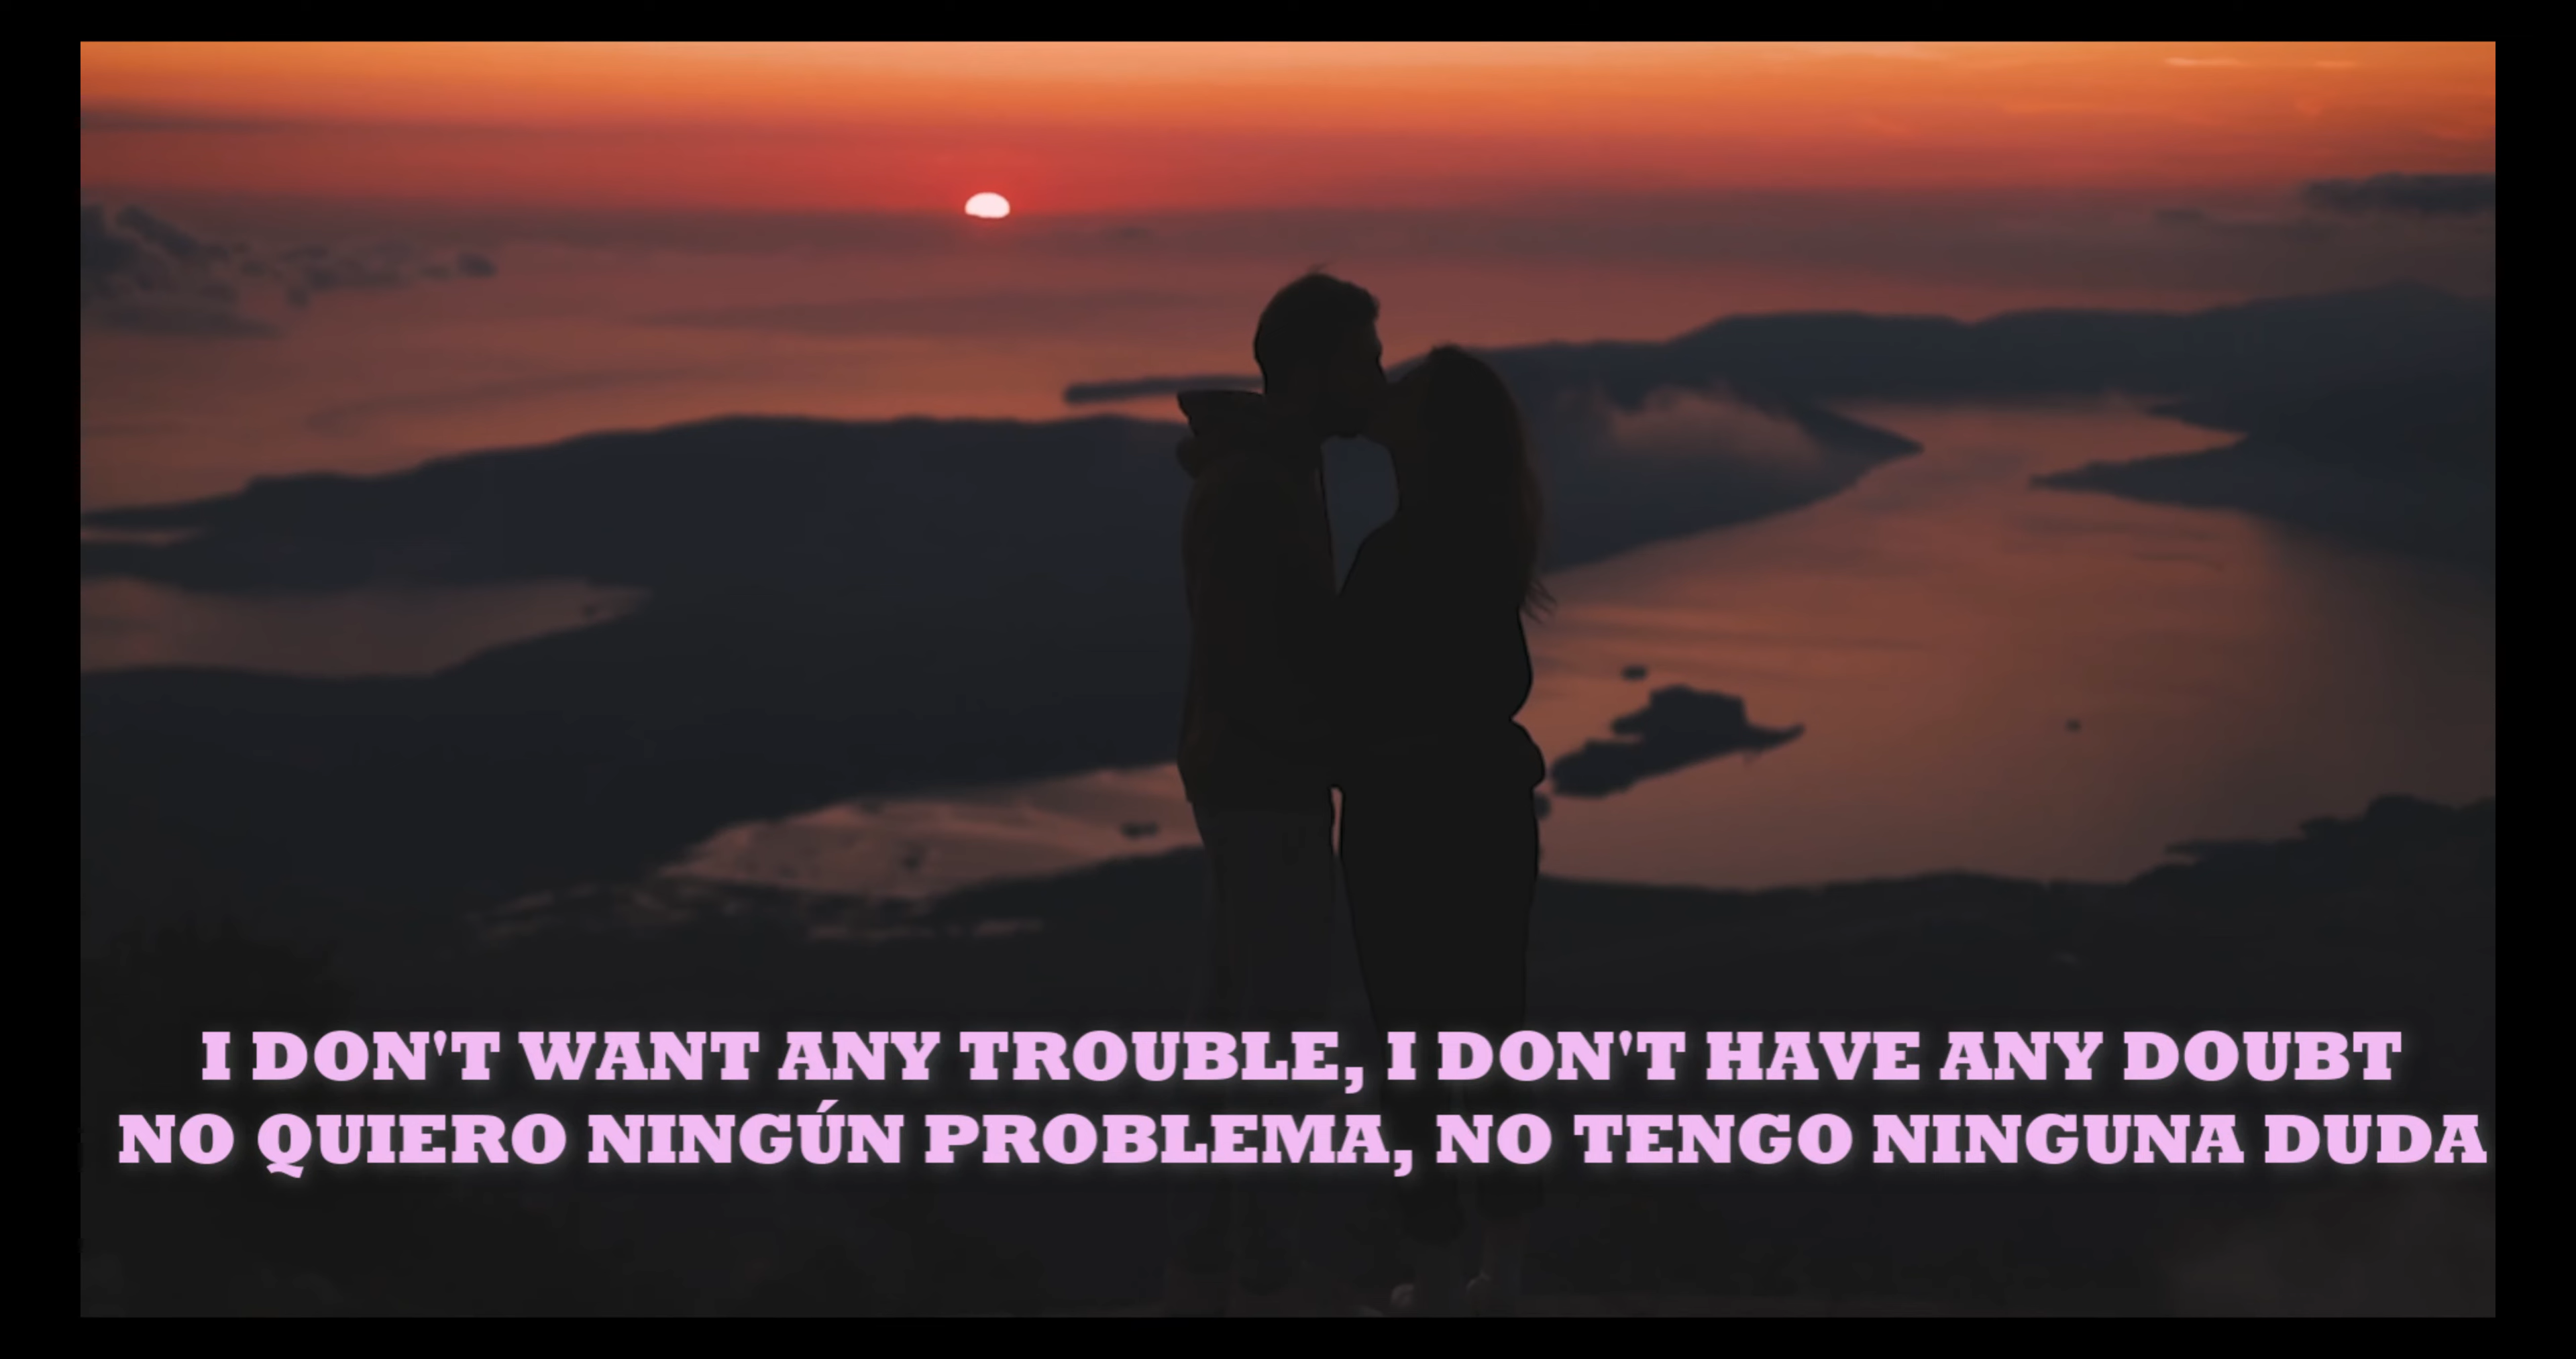 I DON'T WANT ANY TROUBLE, I DON'T HAVE ANY DOUBT
NO QUIERO NINGÚN PROBLEMA, NO TENGO NINGUNA DUDA